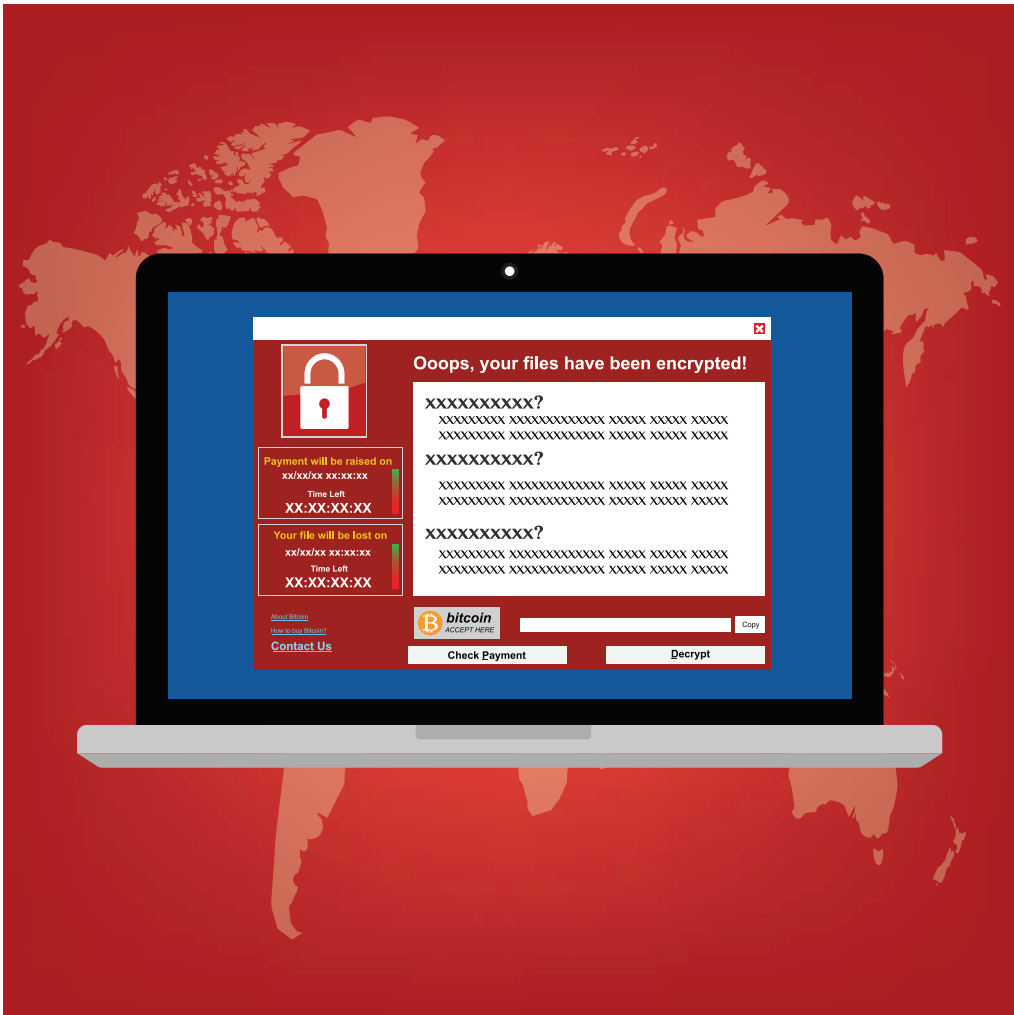 Ooops, your files have been encrypted!
xxxxxxxxxx?
xxxxxxxxx xxxxxxxxxxxxx xxxxx xxxxx xxxxx
xxxxxxxxx xxxxxxxxxxxxx xxxxx xxxxx xxxxx
xxxxxxxxxx?
xxxxxxxxx xxxxxxxxxxxxx xxxxx xxxxx xxxxx
xxxxxxxxx xxxxxxxxxxxxx xxxxx xxxxx xxxxx
xxxxxxxxxx?
xxxxxxxxx xxxxxxxxxxxxx xxxxx xxxxx xxxxx
xxxxxxxxx xxxxxxxxxxxxx xxxxx xxxxx xxxxx
Payment will be raised on
xx/xx/xx xx:xx:xx
Time Left
XX:XX:XX:XX
Your file will be lost on
xx/xx/xx xx:xx:xx
Time Left
XX:XX:XX:XX
About Bitcoin
How to buy Bitcoin?
Contact Us
bitcoin
ACCEPT HERE
Copy
Check Payment
Decrypt